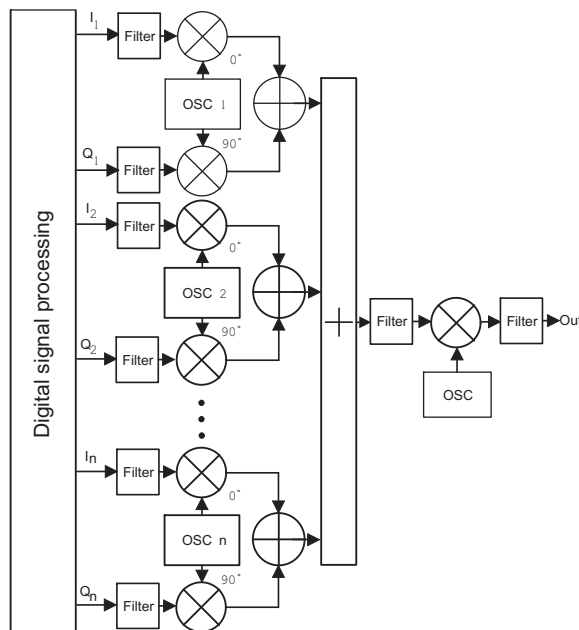 Digital signal processing
I1
Filter
0°
OSC 1
90°
Q1
Filter
I2
Filter
0°
OSC 2
90°
Q2
Filter
In
Filter
0°
OSC n
90°
Qn
Filter
Filter
Filter
Out
OSC